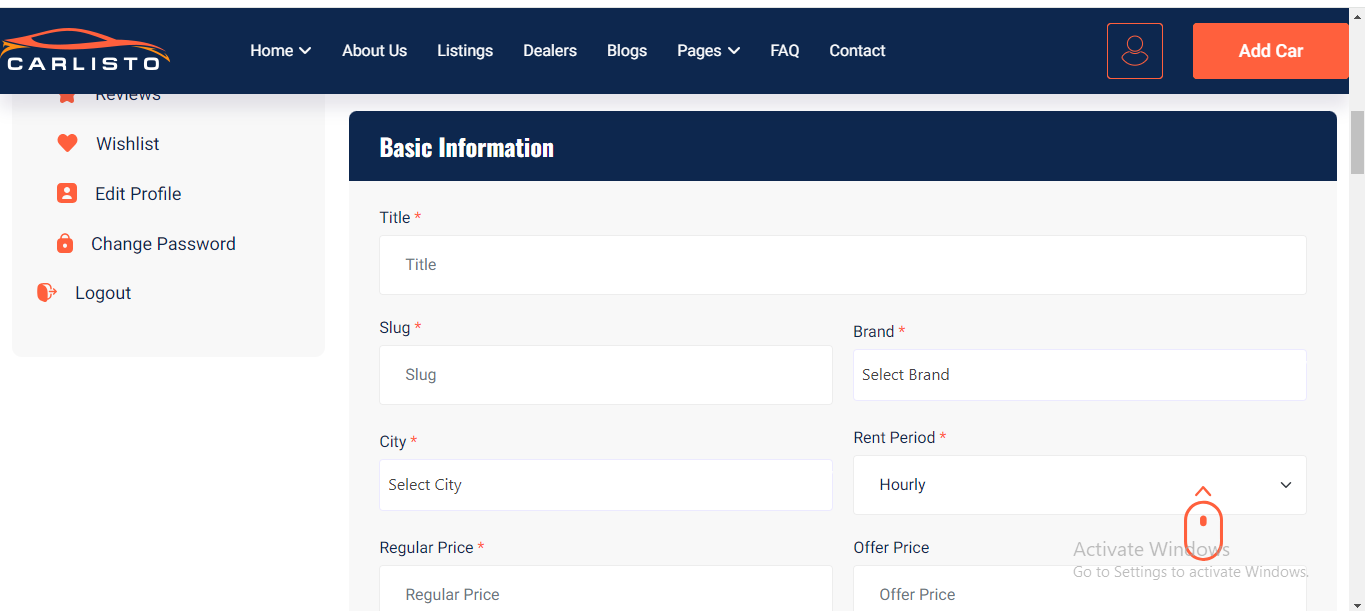 CARLISTO
Home
About Us
Listings
Dealers
Blogs
Pages
FAQ
Contact
Add Car
Reviews
Wishlist
Edit Profile
Change Password
Logout
Basic Information
Title *
Title
Slug *
Slug
Brand *
Select Brand
City *
Select City
Rent Period *
Hourly
Regular Price *
Regular Price
Offer Price
Offer Price
Activate Windows
Go to Settings to activate Windows.